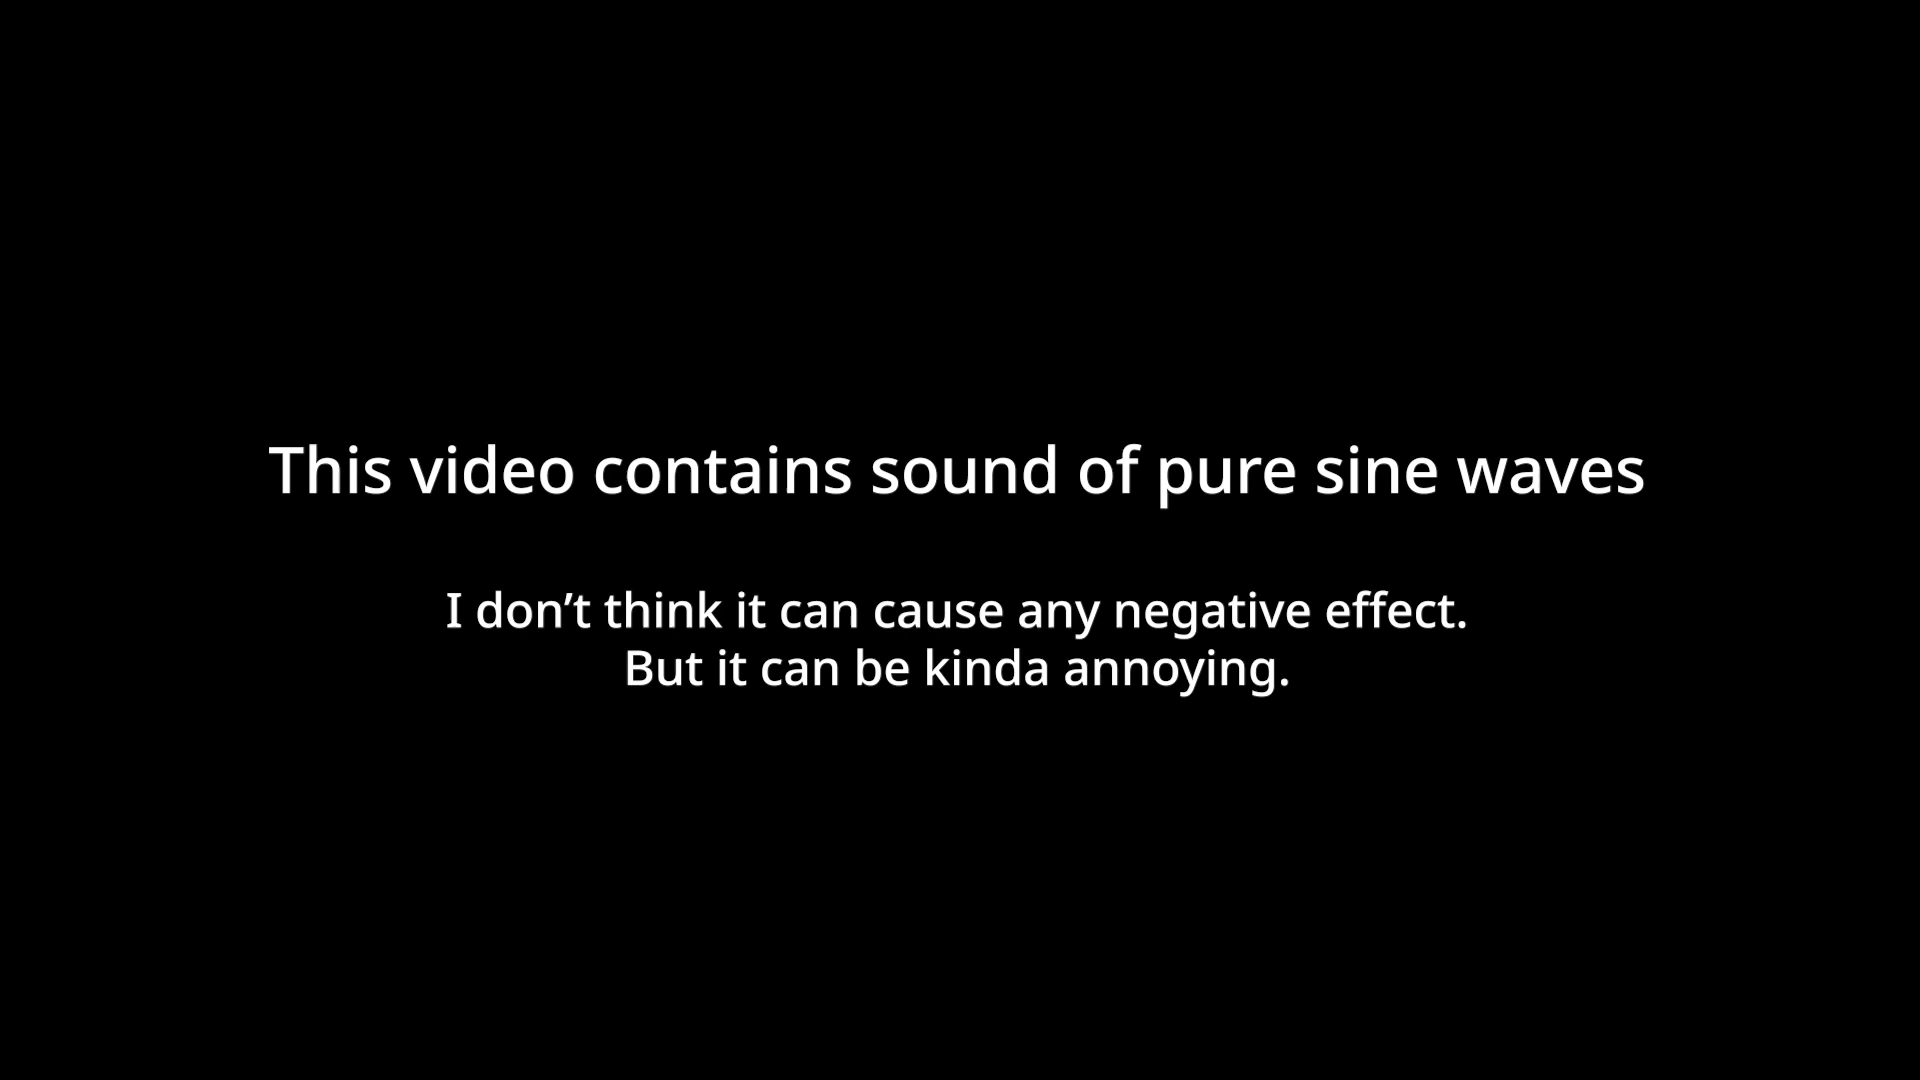 This video contains sound of pure sine waves
I don’t think it can cause any negative effect.
But it can be kinda annoying.